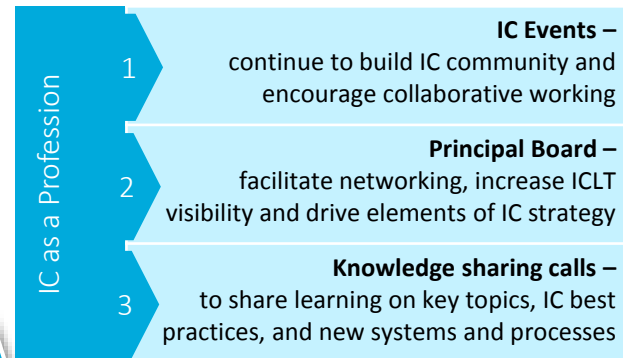 IC as a Profession
1
IC Events –
continue to build IC community and
encourage collaborative working
2
Principal Board –
facilitate networking, increase ICLT
visibility and drive elements of IC strategy
3
Knowledge sharing calls –
to share learning on key topics, IC best
practices, and new systems and processes